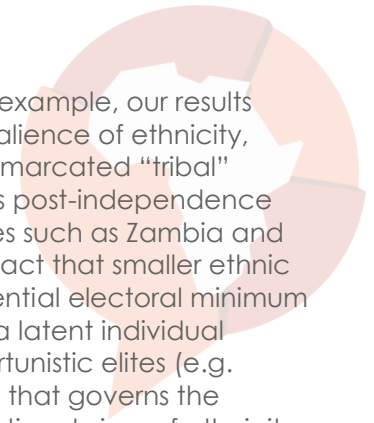 example, our results
alience of ethnicity,
marcated “tribal”
s post-independence
es such as Zambia and
act that smaller ethnic
ential electoral minimum
a latent individual
rtunistic elites (e.g.
that governs the